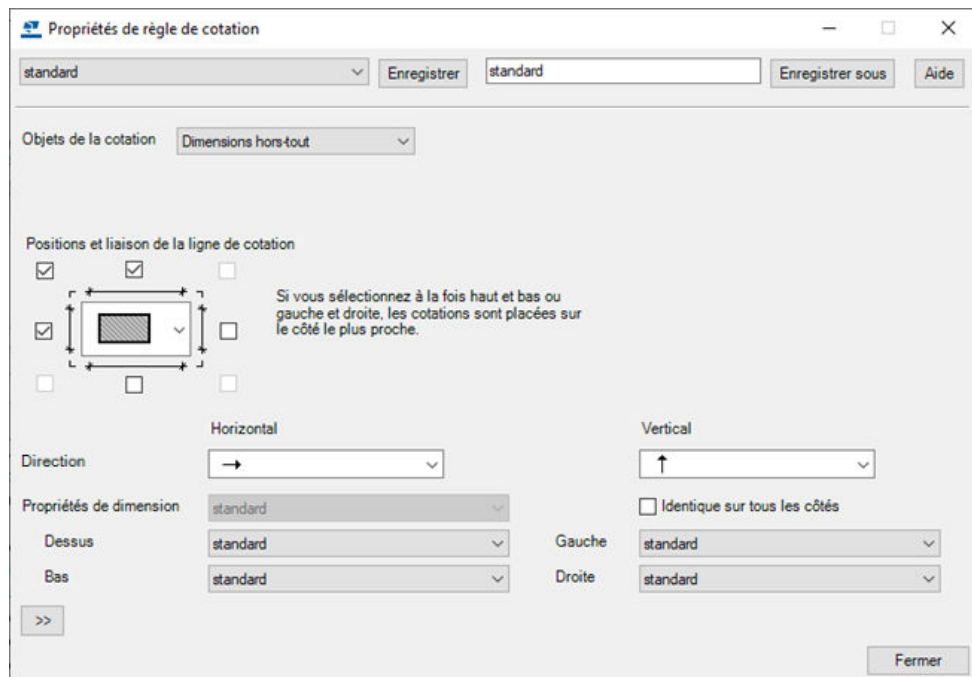 Propriétés de règle de cotation
standard Enregistrer standard Enregistrer sous Aide
Objets de la cotation Dimensions hors-tout
Positions et liaison de la ligne de cotation
Si vous sélectionnez à la fois haut et bas ou
gauche et droite, les cotations sont placées sur
le côté le plus proche.
Horizontal Vertical
Direction
Propriétés de dimension standard Identique sur tous les côtés
Dessus standard Gauche standard
Bas standard Droite standard
>>
Fermer